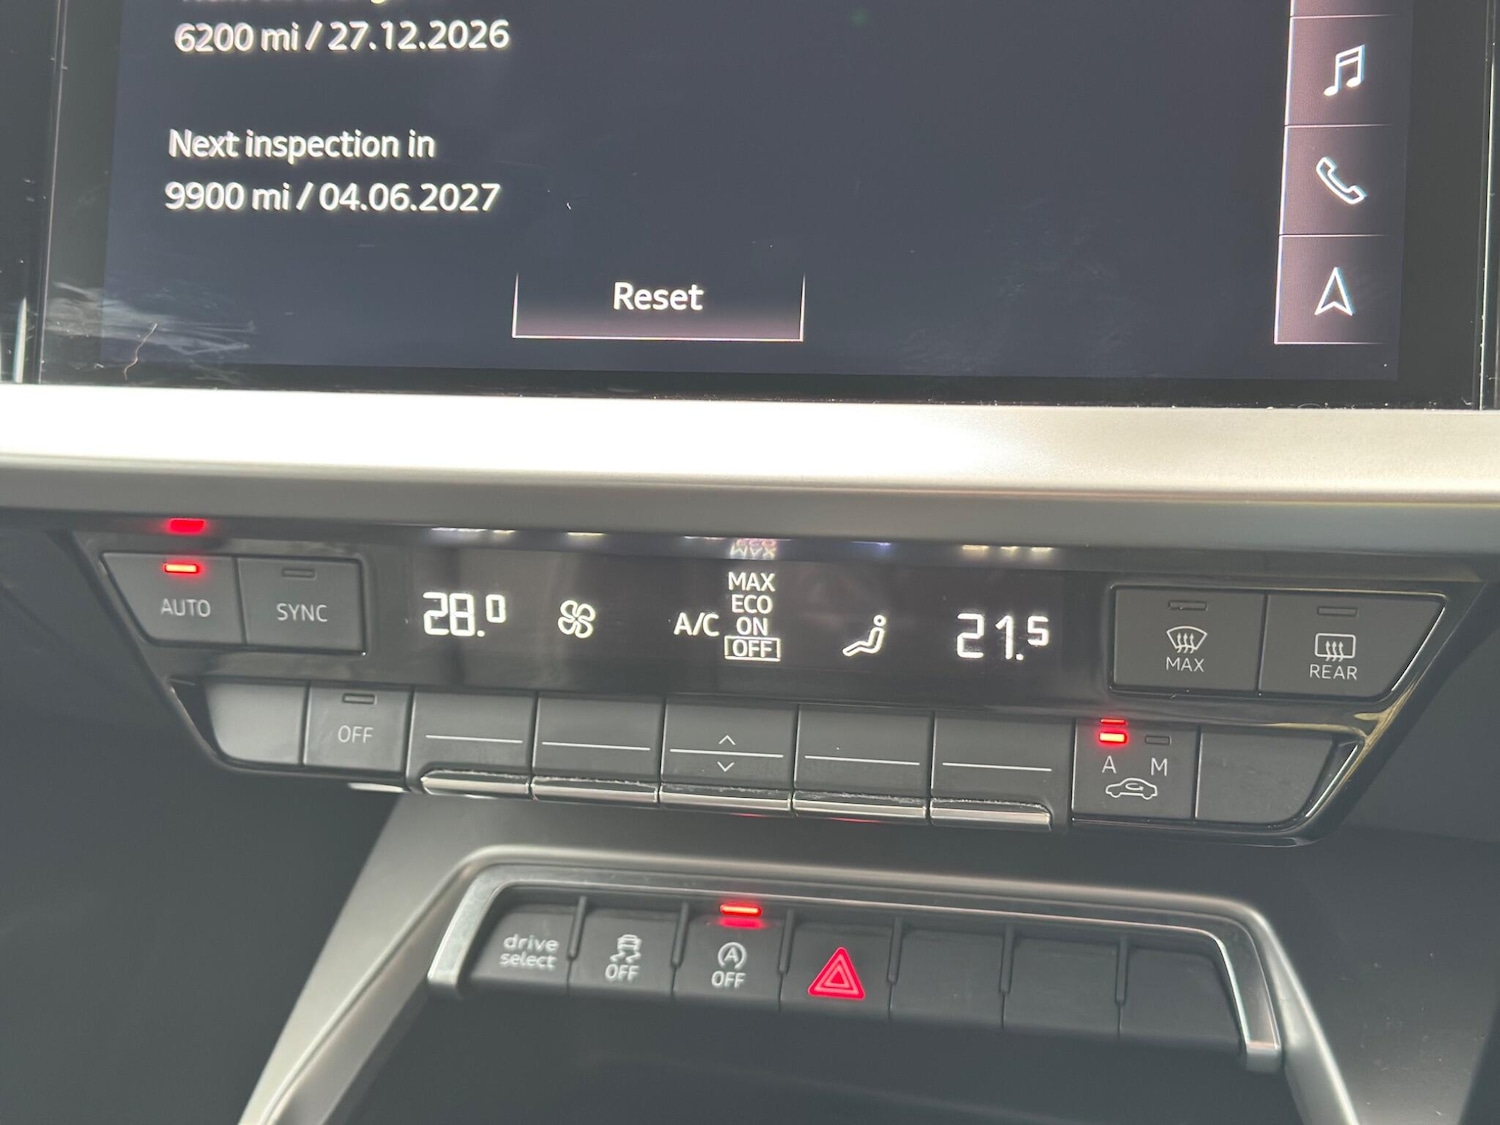 6200 mi / 27.12.2026
Next inspection in
9900 mi / 04.06.2027
Reset
AUTO
SYNC
28.0
A/C
MAX
ECO
ON
OFF
21.5
MAX
REAR
OFF
A M
drive
select
OFF
A
OFF